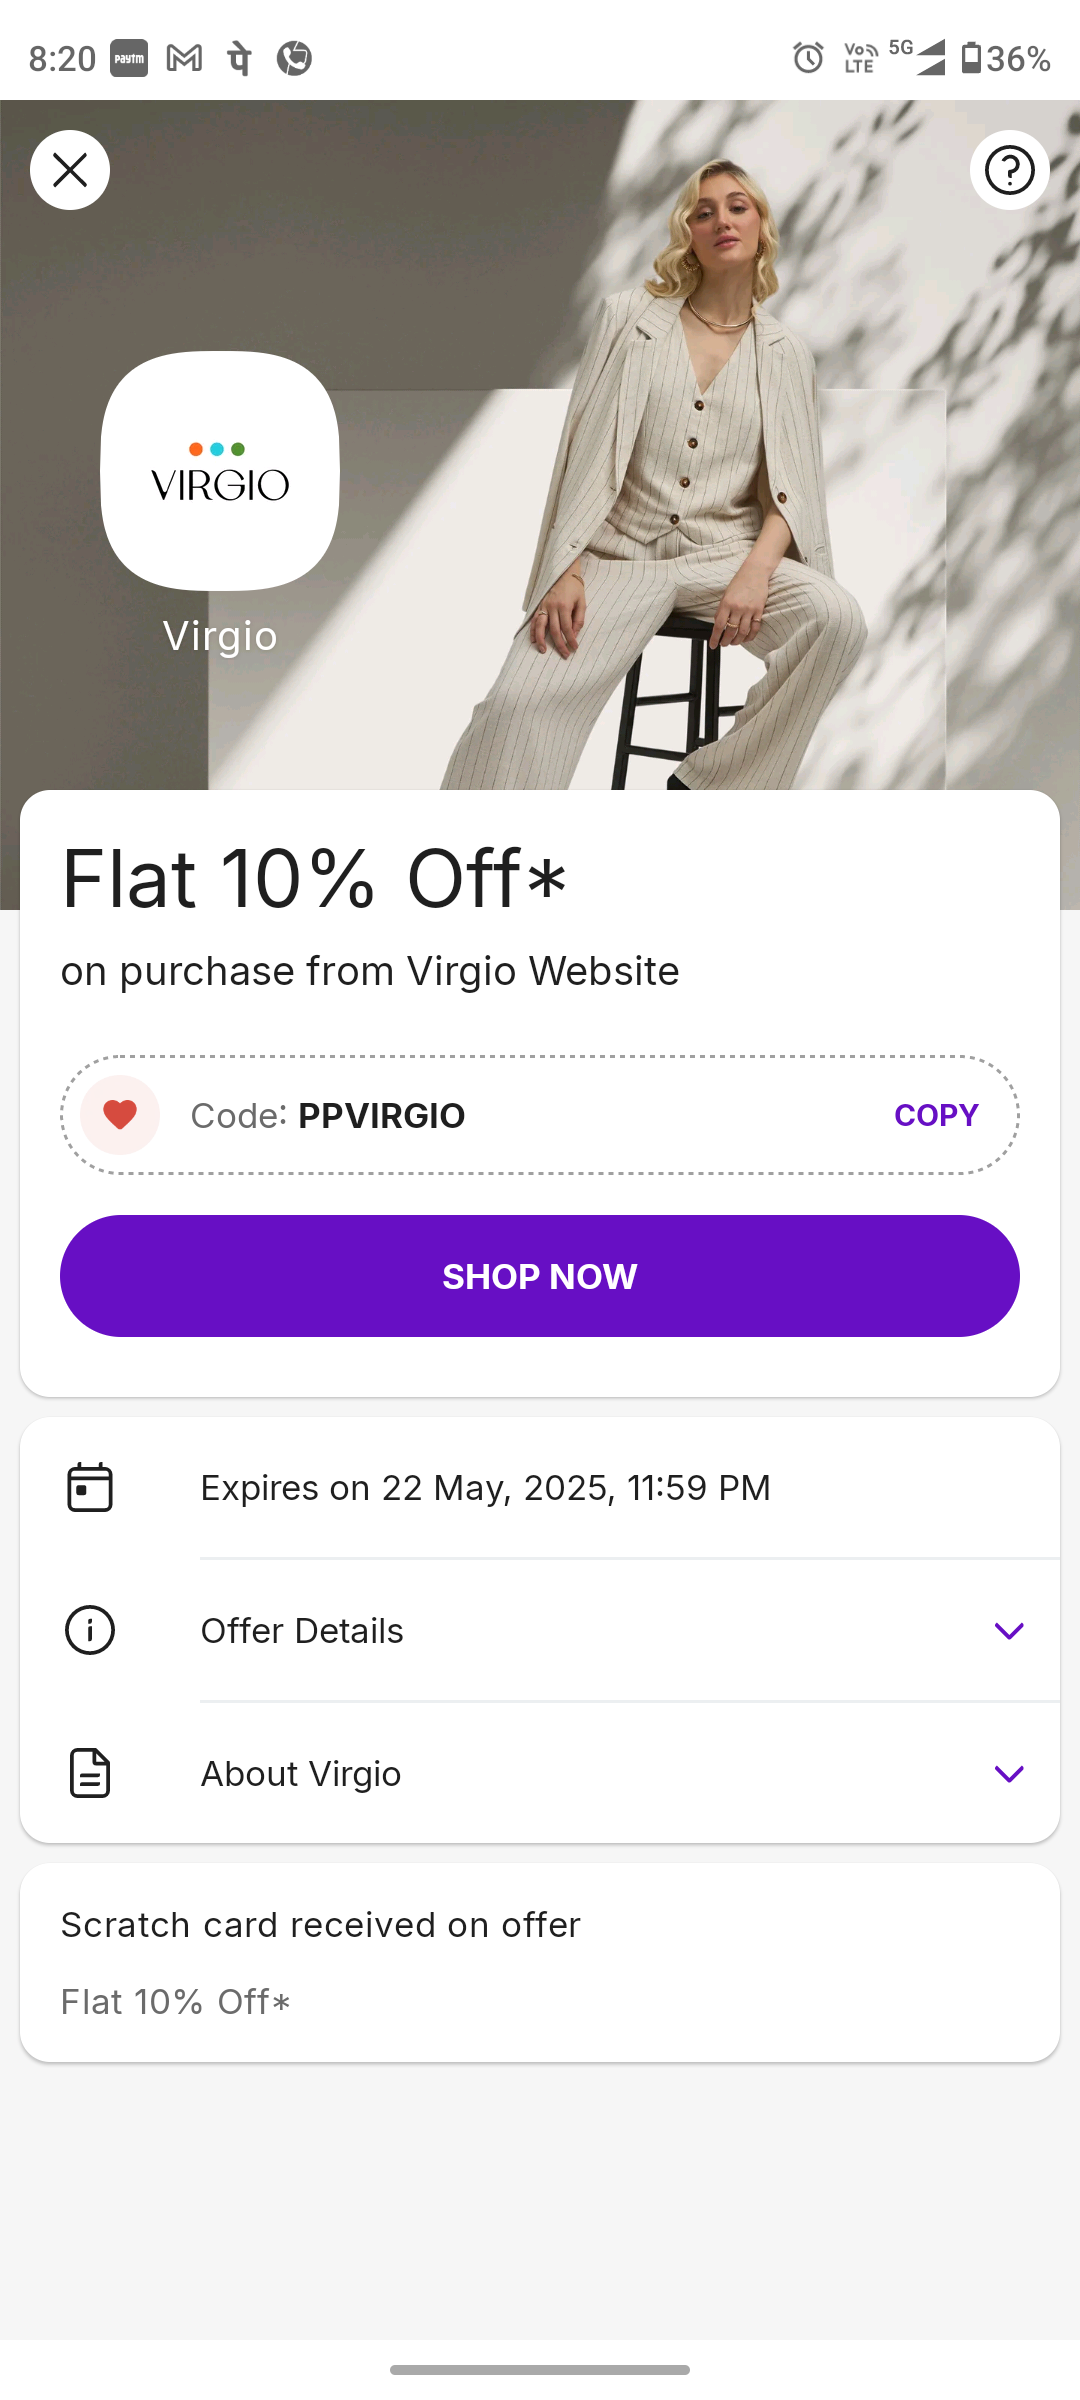 8:20 paytm पे Vo LTE 5G 36%
VIRGIO
Virgio
Flat 10% Off*
on purchase from Virgio Website
Code: PPVIRGIO COPY
SHOP NOW
Expires on 22 May, 2025, 11:59 PM
Offer Details
About Virgio
Scratch card received on offer
Flat 10% Off*